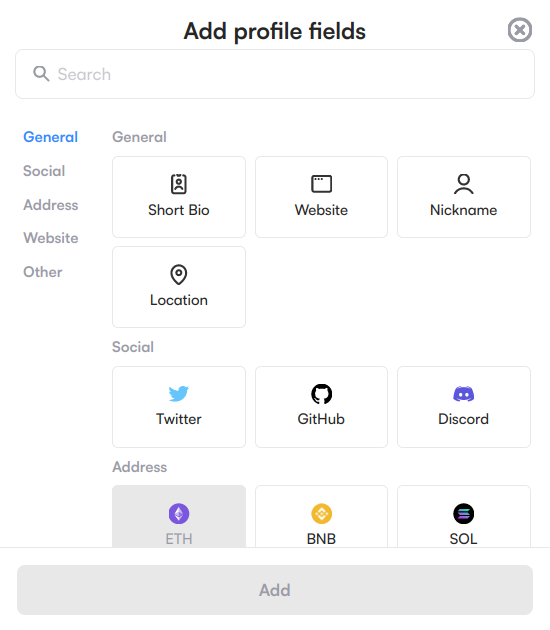 Add profile fields
Search
General
Social
Address
Website
Other
General
Short Bio
Website
Nickname
Location
Social
Twitter
GitHub
Discord
Address
ETH
BNB
SOL
Add